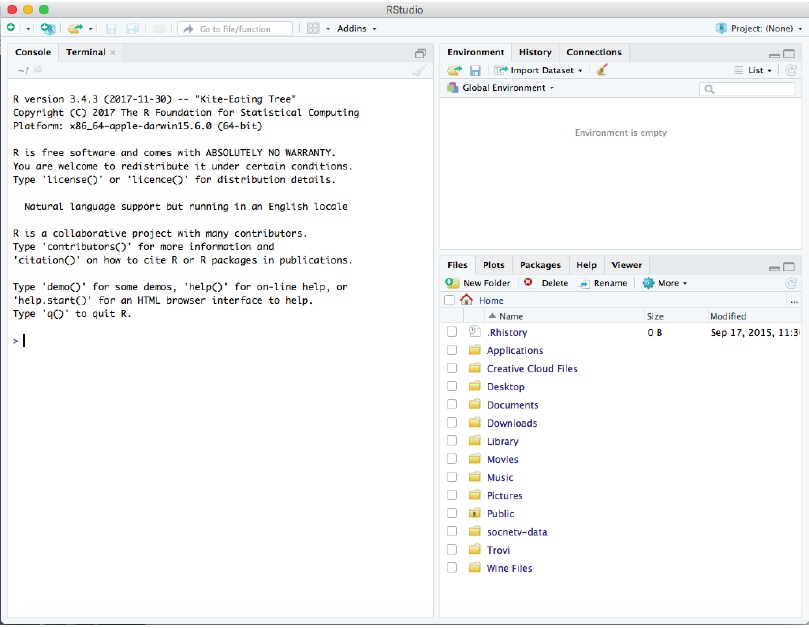 RStudio
Go to file/function
Addins
Project: (None)
Console Terminal
~/
R version 3.4.3 (2017-11-30) -- "Kite-Eating Tree"
Copyright (C) 2017 The R Foundation for Statistical Computing
Platform: x86_64-apple-darwin15.6.0 (64-bit)
R is free software and comes with ABSOLUTELY NO WARRANTY.
You are welcome to redistribute it under certain conditions.
Type 'license()' or 'licence()' for distribution details.
Natural language support but running in an English locale
R is a collaborative project with many contributors.
Type 'contributors()' for more information and
'citation()' on how to cite R or R packages in publications.
Type 'demo()' for some demos, 'help()' for on-line help, or
'help.start()' for an HTML browser interface to help.
Type 'q()' to quit R.
>
Environment History Connections
Import Dataset List
Global Environment
Environment is empty
Files Plots Packages Help Viewer
New Folder Delete Rename More
Home ...
Name Size Modified
.Rhistory 0 B Sep 17, 2015, 11:3
Applications
Creative Cloud Files
Desktop
Documents
Downloads
Library
Movies
Music
Pictures
Public
socnetv-data
Trovi
Wine Files